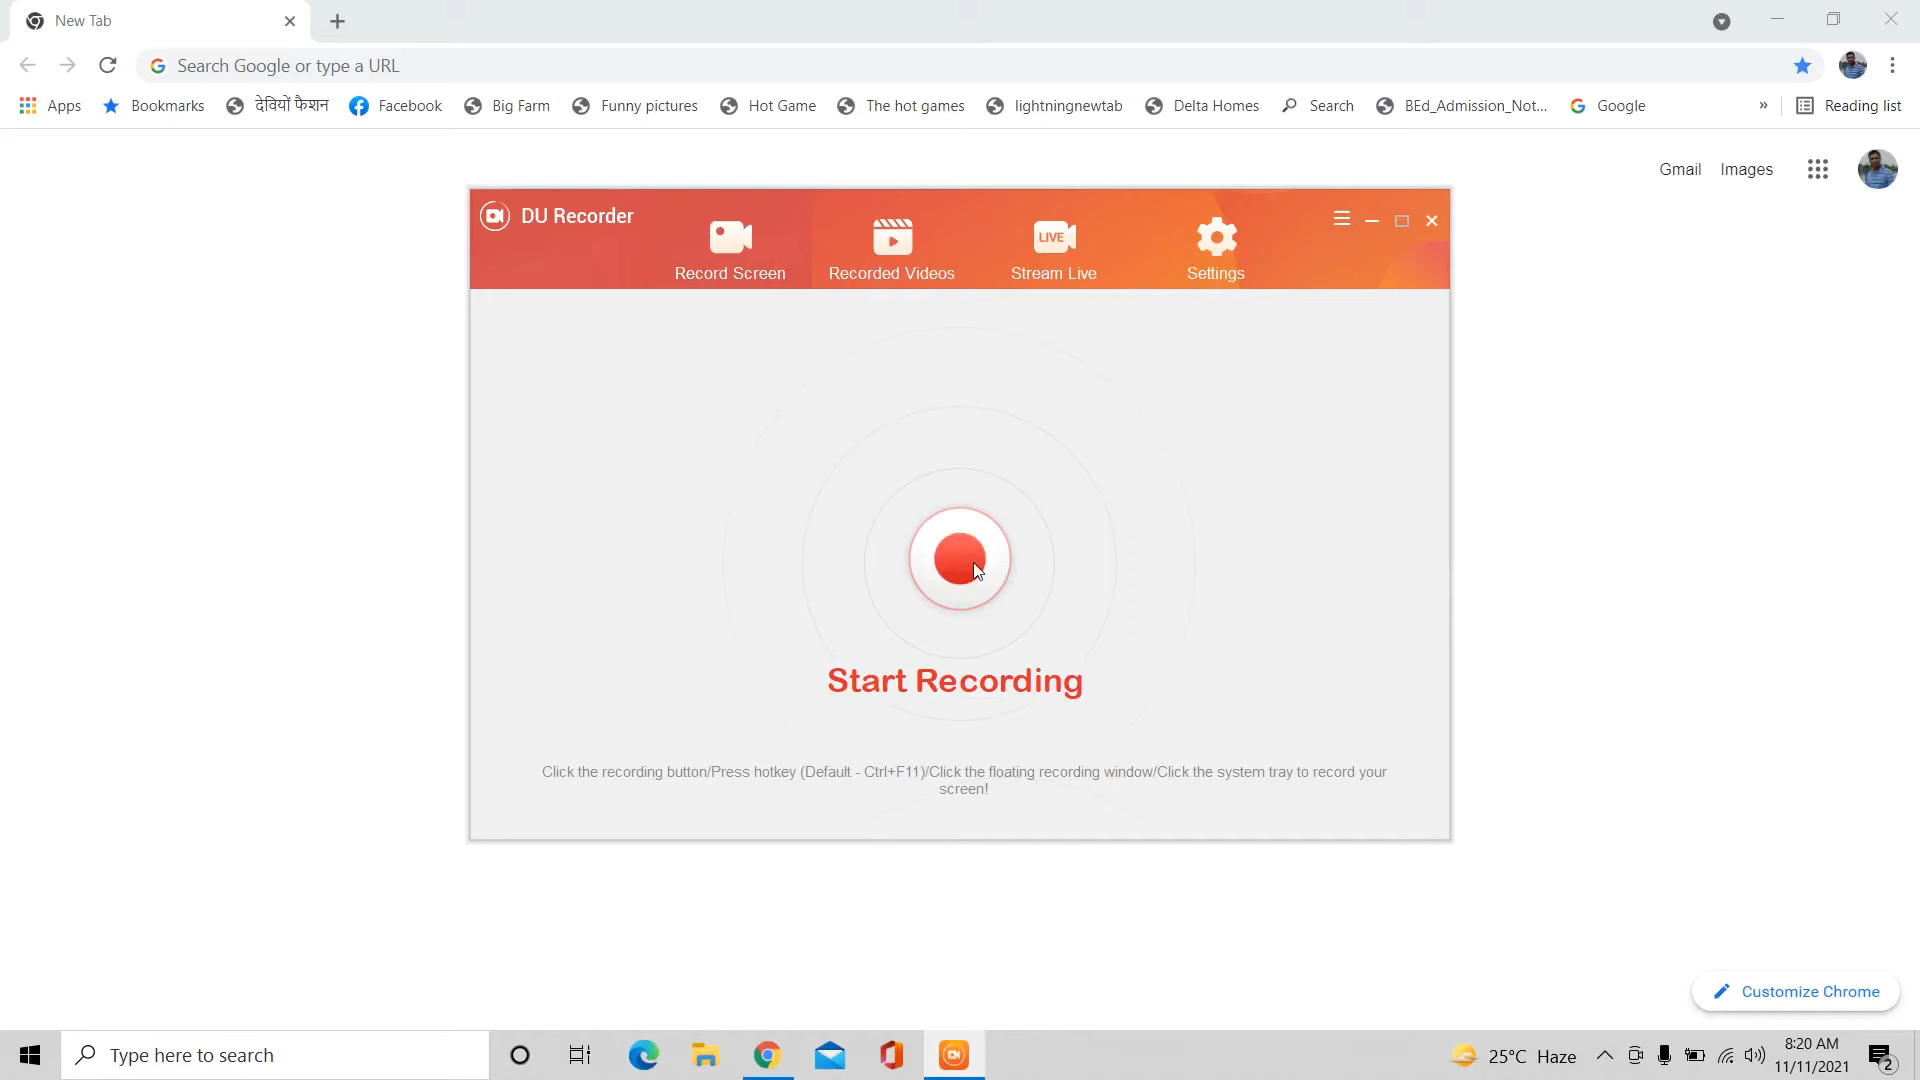 New Tab
Search Google or type a URL
Apps Bookmarks देवियों फैशन Facebook Big Farm Funny pictures Hot Game The hot games lightningnewtab Delta Homes Search BEd_Admission_Not... Google » Reading list
Gmail Images
DU Recorder
Record Screen Recorded Videos LIVE Stream Live Settings
Start Recording
Click the recording button/Press hotkey (Default - Ctrl+F11)/Click the floating recording window/Click the system tray to record your
screen!
Customize Chrome
Type here to search
25°C Haze
8:20 AM
11/11/2021
2